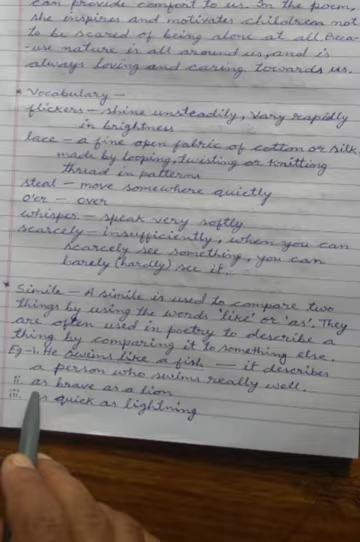 can provide comfort to us. In the poem,
she inspires and motivates children not
to be scared of being alone at all. Beca-
-use nature is all around us, and is
always loving and caring towards us.
* Vocabulary -
flickers - shine unsteadily, vary rapidly
in brightness
lace - a fine open fabric of cotton or silk.
made by looping, twisting or knitting
thread in patterns
steal - move somewhere quietly
o'er - over
whisper - speak very softly
scarcely - insufficiently, when you can
scarcely see something, you can
barely (hardly) see it.
* Simile - A simile is used to compare two
things by using the words 'like' or 'as'. They
are often used in poetry to describe a
thing by comparing it to something else.
Eg-i. He swims like a fish - it describes
a person who swims really well.
ii. as brave as a lion
iii. quick as lightning